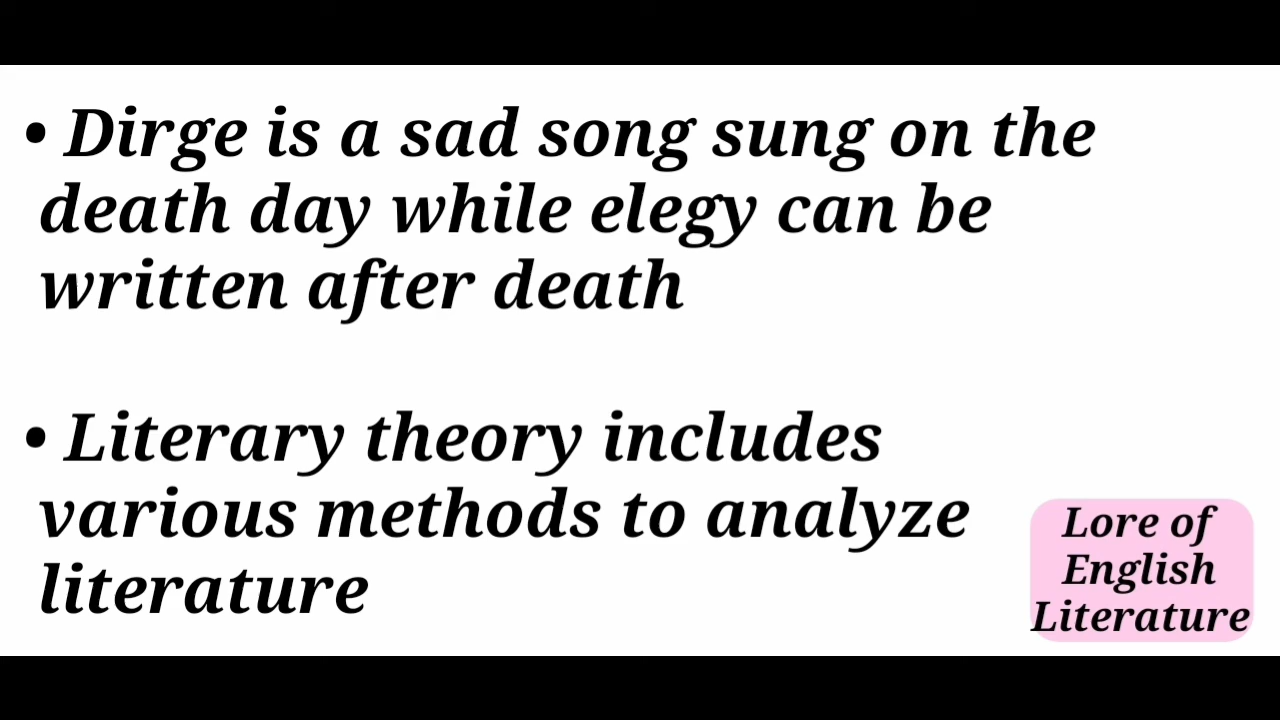 • Dirge is a sad song sung on the
death day while elegy can be
written after death
• Literary theory includes
various methods to analyze
literature
Lore of
English
Literature